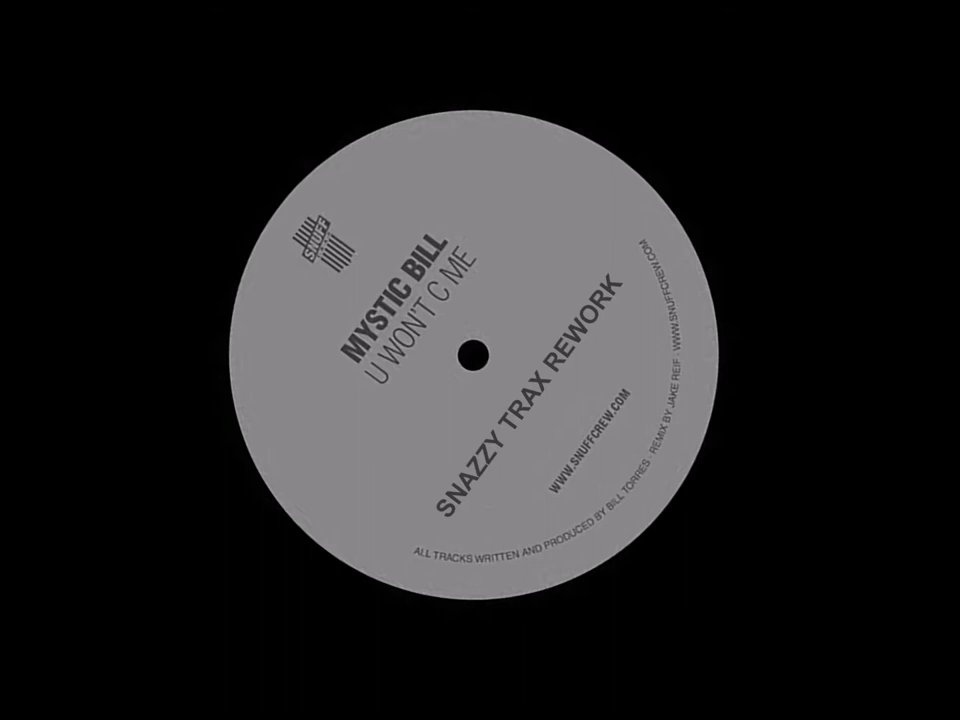 SNUFF
MYSTIC BILL
U WON'T C ME
SNAZZY TRAX REWORK
WWW.SNUFFCREW.COM
ALL TRACKS WRITTEN AND PRODUCED BY BILL TORRES · REMIX BY JAKE REIF · WWW.SNUFFCREW.COM